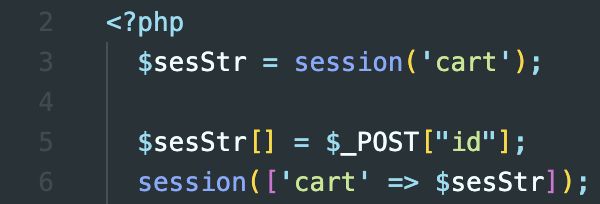 2 <?php
3 $sesStr = session('cart');
4
5 $sesStr[] = $_POST["id"];
6 session(['cart' => $sesStr]);